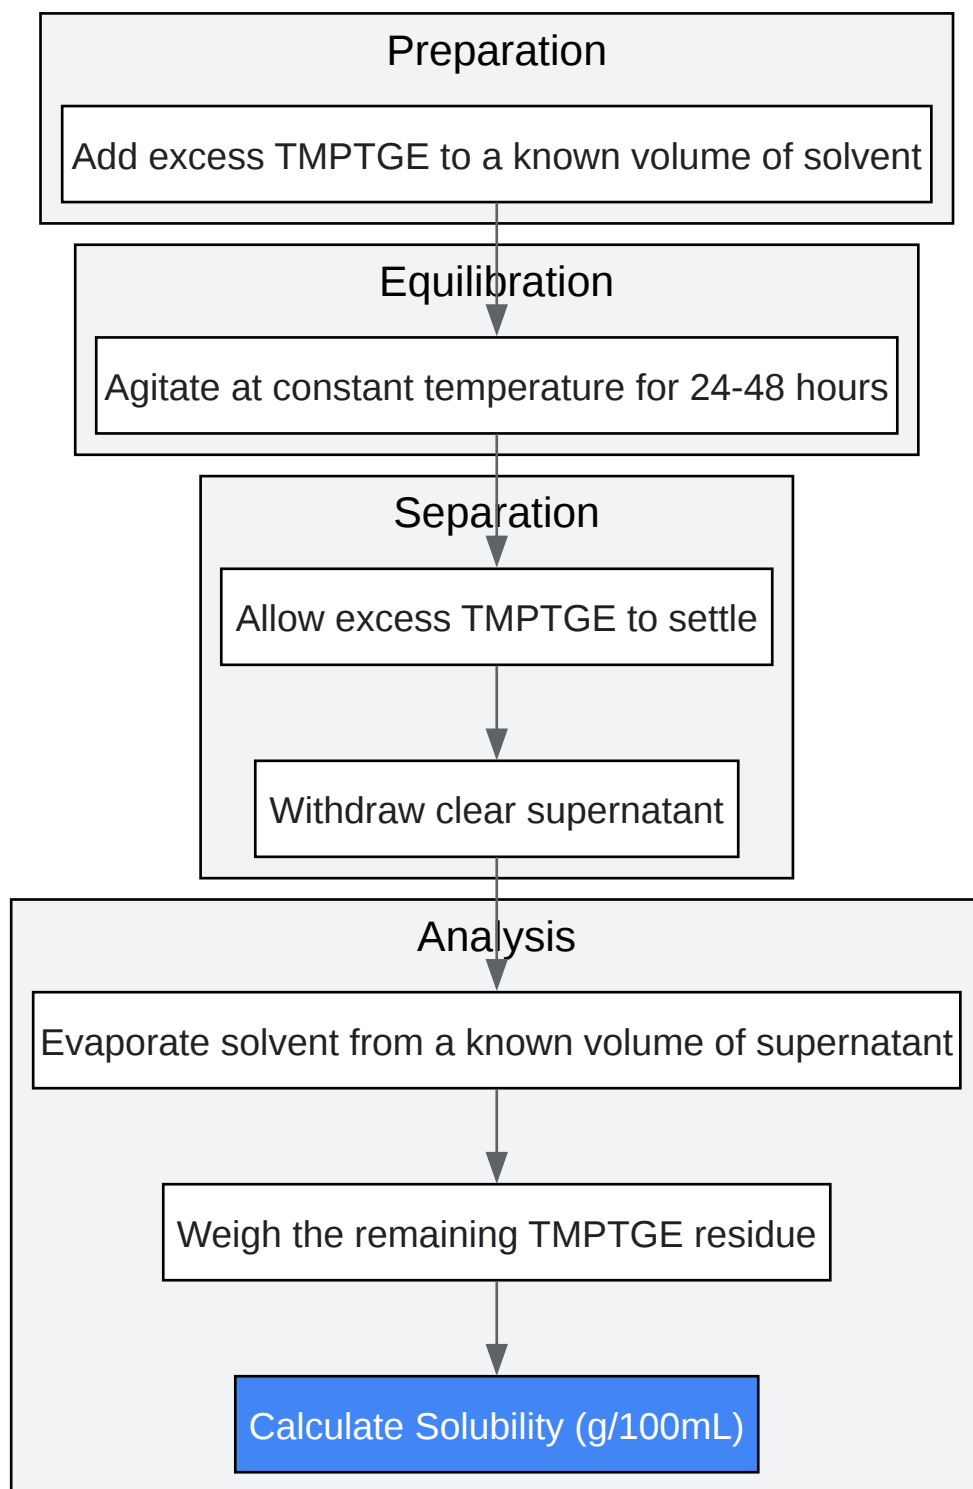 Preparation
Add excess TMPTGE to a known volume of solvent
Equilibration
Agitate at constant temperature for 24-48 hours
Separation
Allow excess TMPTGE to settle
Withdraw clear supernatant
Analysis
Evaporate solvent from a known volume of supernatant
Weigh the remaining TMPTGE residue
Calculate Solubility (g/100mL)